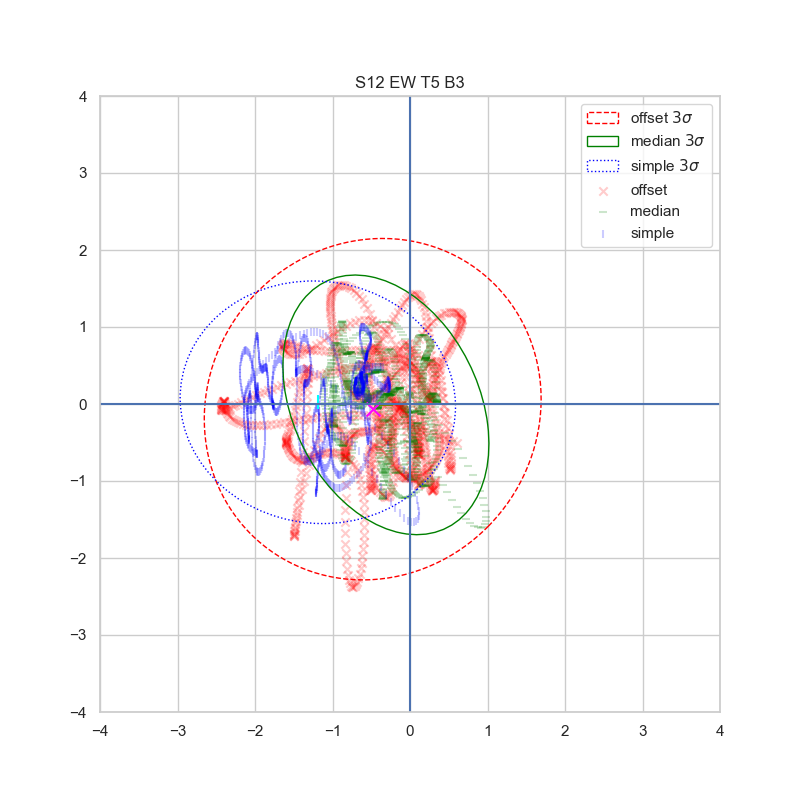 S12 EW T5 B3
offset 3σ
median 3σ
simple 3σ
offset
median
simple
4
3
2
1
0
−1
−2
−3
−4
−4 −3 −2 −1 0 1 2 3 4